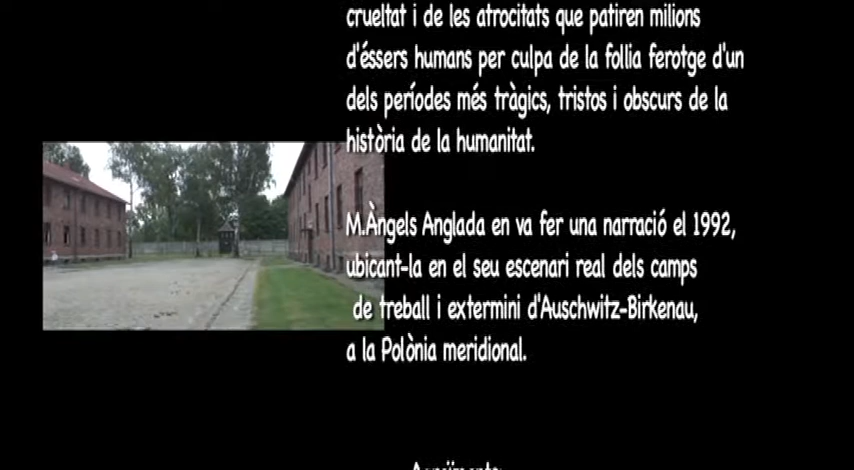 crueltat i de les atrocitats que patiren milions
d'éssers humans per culpa de la follia ferotge d'un
dels períodes més tràgics, tristos i obscurs de la
història de la humanitat.
M.Àngels Anglada en va fer una narració el 1992,
ubicant-la en el seu escenari real dels camps
de treball i extermini d'Auschwitz-Birkenau,
a la Polònia meridional.